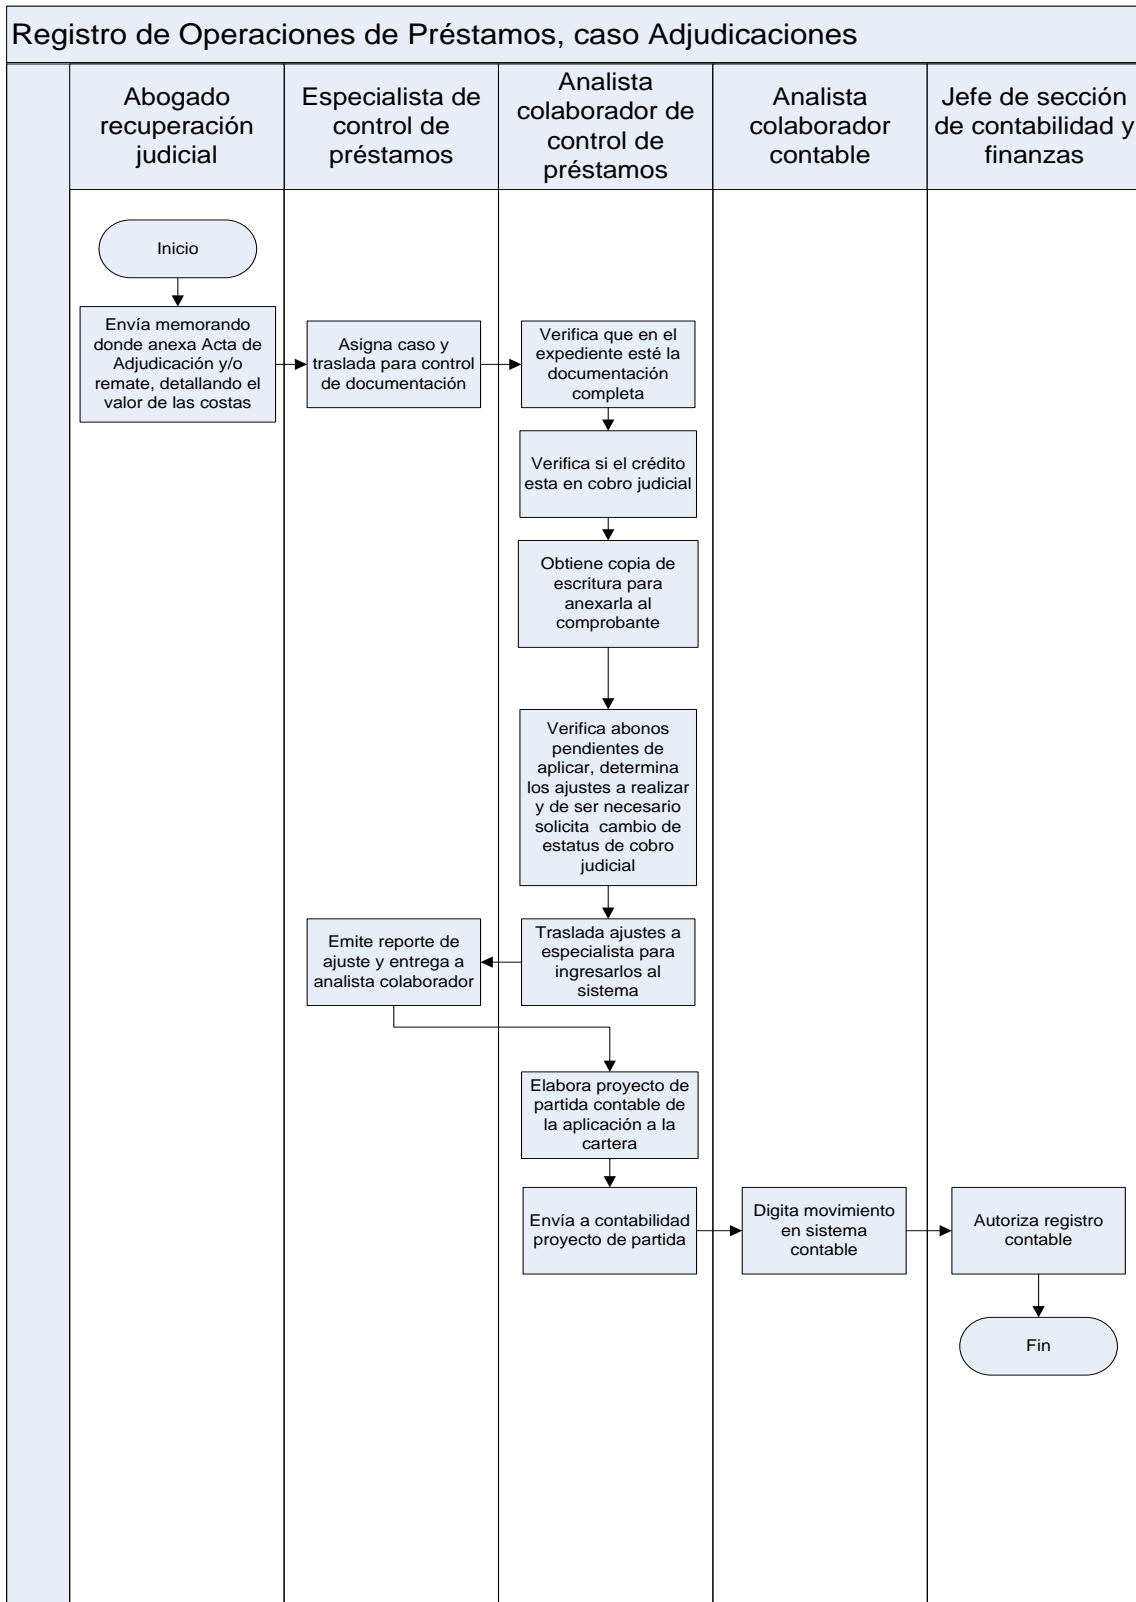 Registro de Operaciones de Préstamos, caso Adjudicaciones
Abogado
recuperación
judicial
Especialista de
control de
préstamos
Analista
colaborador de
control de
préstamos
Analista
colaborador
contable
Jefe de sección
de contabilidad y
finanzas
Inicio
Envía memorando
donde anexa Acta de
Adjudicación y/o
remate, detallando el
valor de las costas
Asigna caso y
traslada para control
de documentación
Verifica que en el
expediente esté la
documentación
completa
Verifica si el crédito
esta en cobro judicial
Obtiene copia de
escritura para
anexarla al
comprobante
Verifica abonos
pendientes de
aplicar, determina
los ajustes a realizar
y de ser necesario
solicita cambio de
estatus de cobro
judicial
Traslada ajustes a
especialista para
ingresarlos al
sistema
Emite reporte de
ajuste y entrega a
analista colaborador
Elabora proyecto de
partida contable de
la aplicación a la
cartera
Envía a contabilidad
proyecto de partida
Digita movimiento
en sistema
contable
Autoriza registro
contable
Fin